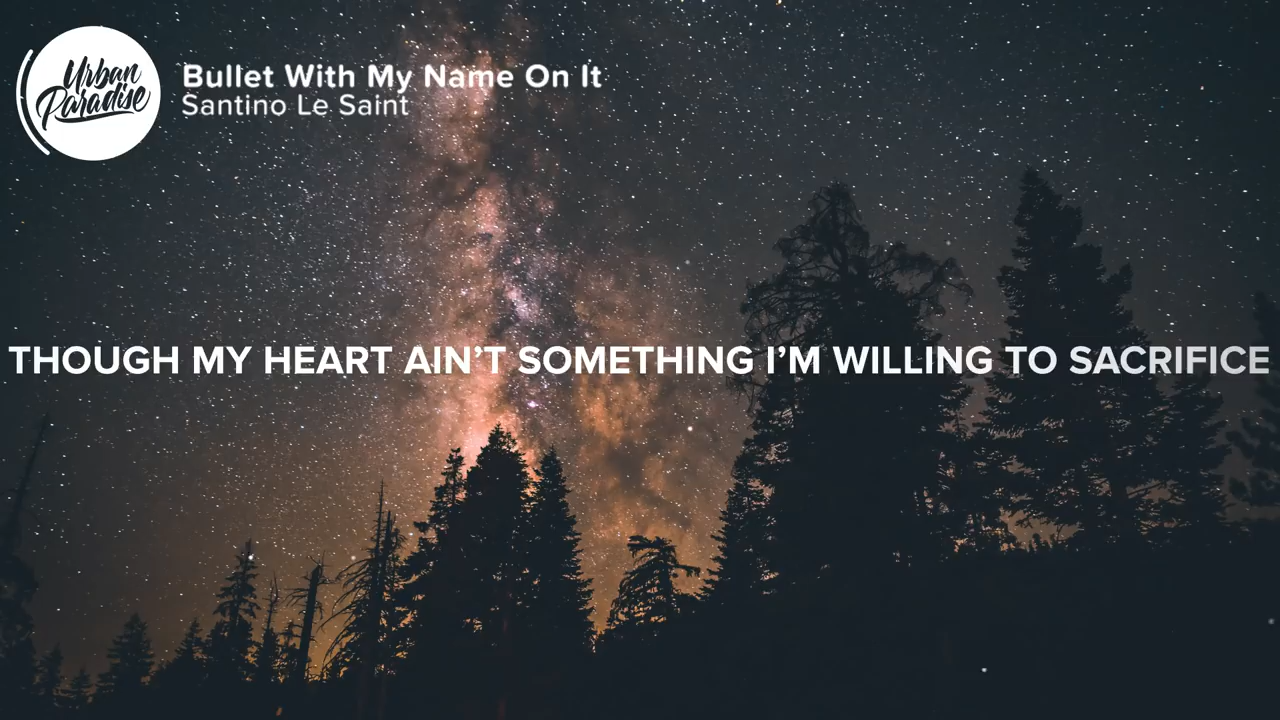 Urban
Paradise
Bullet With My Name On It
Santino Le Saint
THOUGH MY HEART AIN’T SOMETHING I’M WILLING TO SACRIFICE